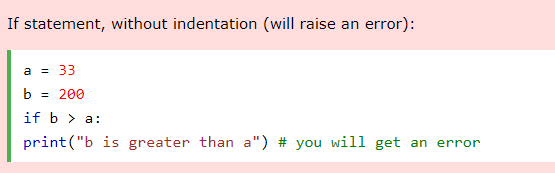 If statement, without indentation (will raise an error):
a = 33
b = 200
if b > a:
print("b is greater than a") # you will get an error